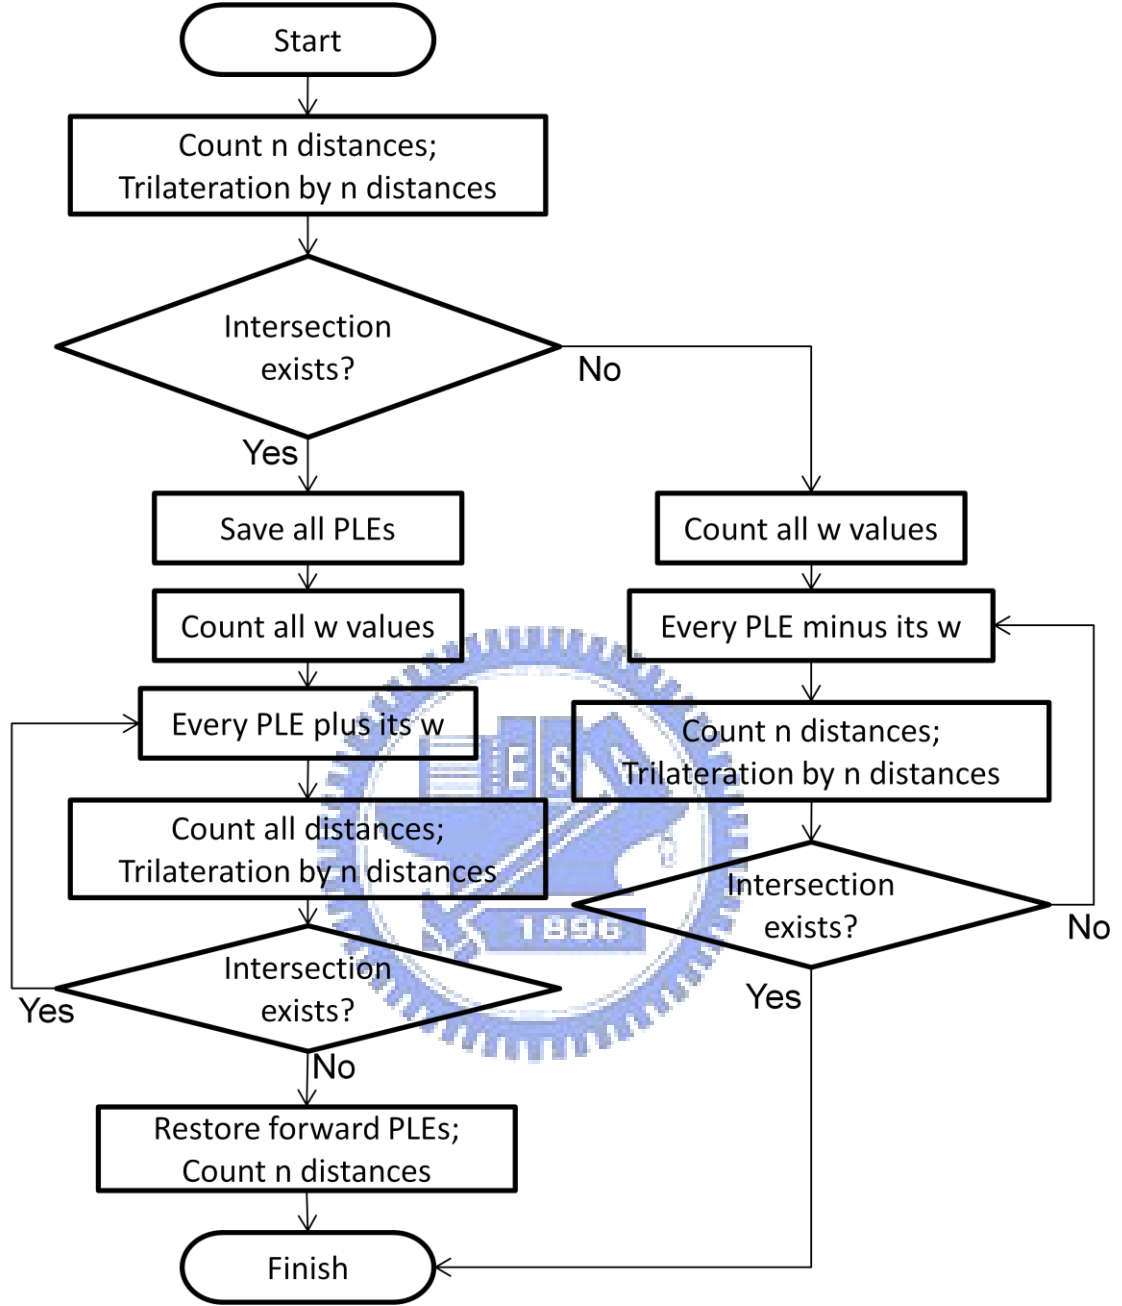 Start
Count n distances;
Trilateration by n distances
Intersection
exists?
No
Yes
Save all PLEs
Count all w values
Count all w values
Every PLE minus its w
Every PLE plus its w
Count n distances;
Trilateration by n distances
Count all distances;
Trilateration by n distances
Intersection
exists?
No
Yes
Intersection
exists?
Yes
No
Restore forward PLEs;
Count n distances
Finish
ES
1896